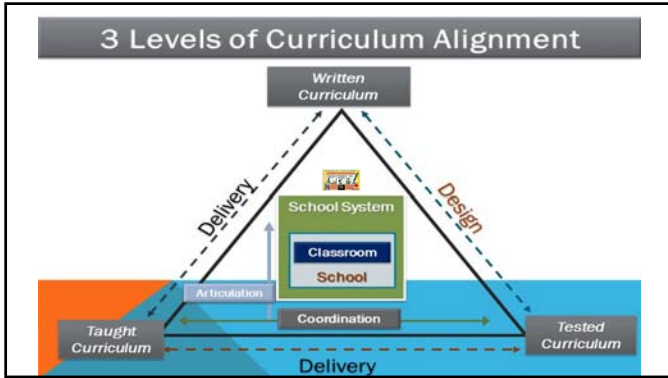 3 Levels of Curriculum Alignment
Written
Curriculum
Delivery
Design
School System
Classroom
School
Articulation
Coordination
Taught
Curriculum
Tested
Curriculum
Delivery